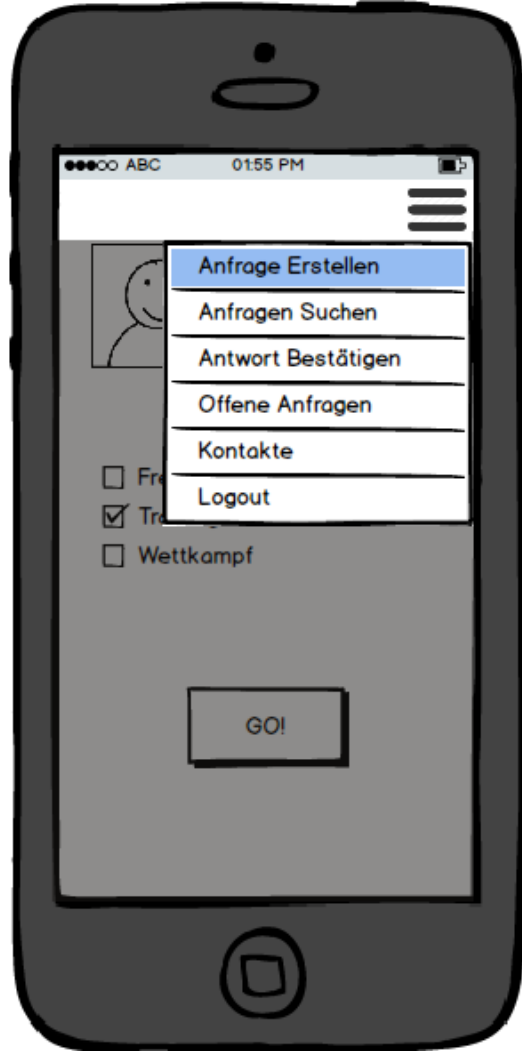 ABC 01:55 PM
Anfrage Erstellen
Anfragen Suchen
Antwort Bestätigen
Offene Anfragen
Kontakte
Logout
Wettkampf
GO!